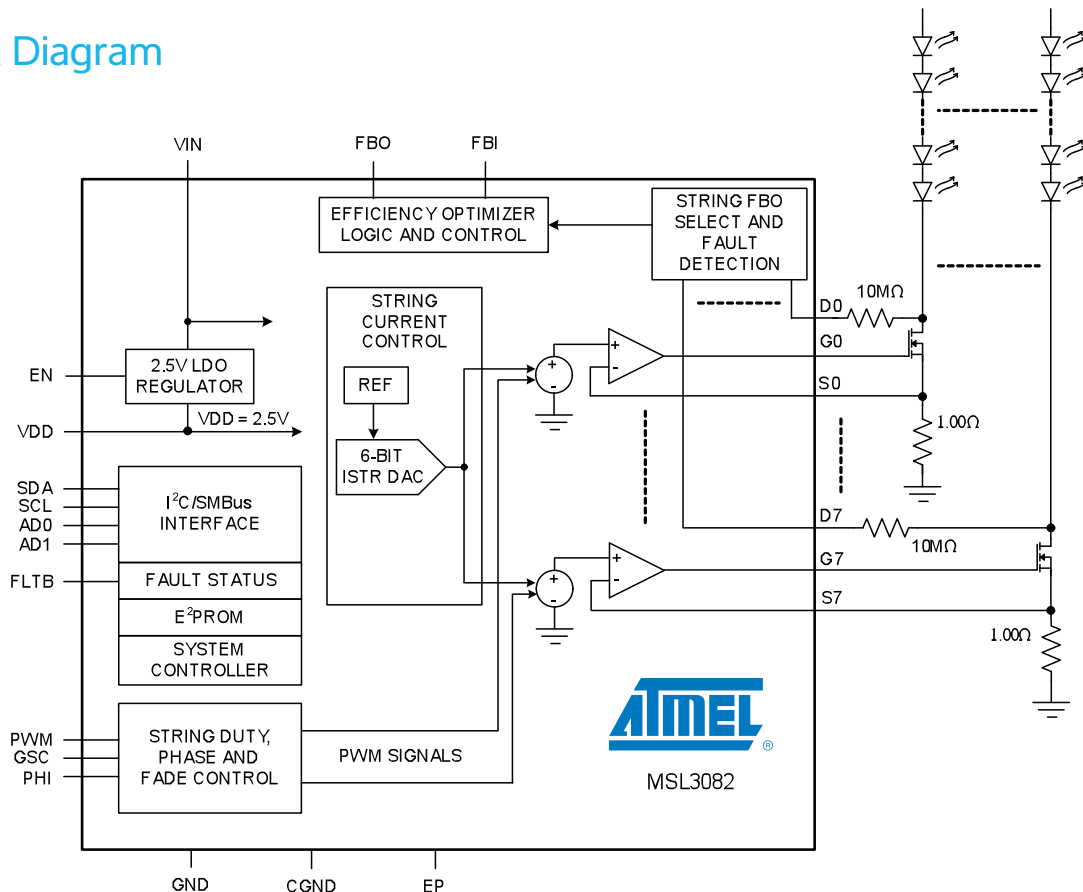 Diagram
VIN
FBO
FBI
EFFICIENCY OPTIMIZER
LOGIC AND CONTROL
STRING FBO
SELECT AND
FAULT
DETECTION
STRING
CURRENT
CONTROL
REF
6-BIT
ISTR DAC
2.5V LDO
REGULATOR
VDD = 2.5V
EN
VDD
SDA
SCL
AD0
AD1
FLTB
I²C/SMBus
INTERFACE
FAULT STATUS
E²PROM
SYSTEM
CONTROLLER
PWM
GSC
PHI
STRING DUTY,
PHASE AND
FADE CONTROL
PWM SIGNALS
+
-
+
-
+
-
+
-
D0
10MΩ
G0
S0
1.00Ω
D7
10MΩ
G7
S7
1.00Ω
ATMEL
®
MSL3082
GND
CGND
EP